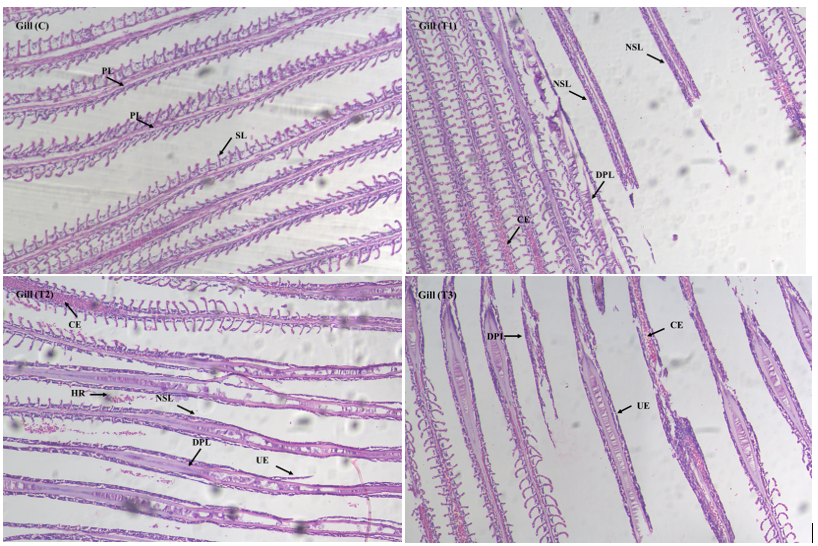 Gill (C)
PL
PL
SL
Gill (T1)
NSL
NSL
DPL
CE
Gill (T2)
CE
HR
NSL
DPL
UE
Gill (T3)
DPL
CE
UE